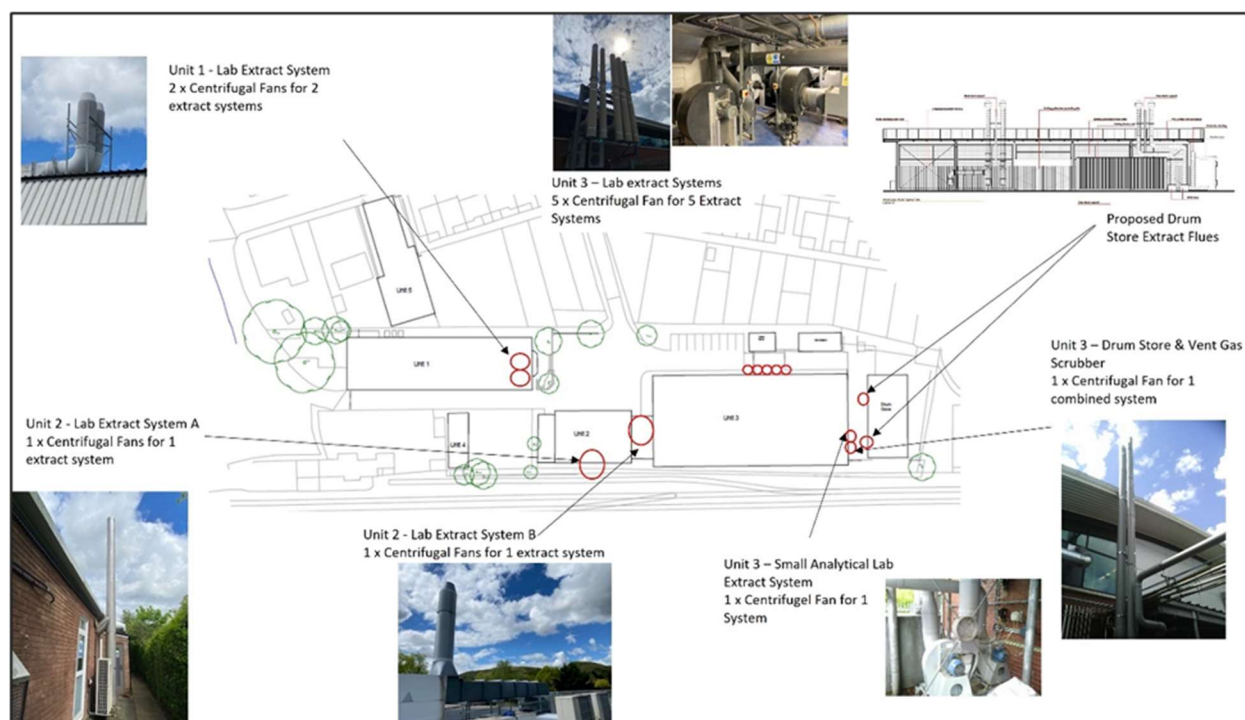 Unit 1 - Lab Extract System
2 x Centrifugal Fans for 2
extract systems
Unit 3 – Lab extract Systems
5 x Centrifugal Fan for 5 Extract
Systems
Proposed Drum
Store Extract Flues
Unit 3 – Drum Store & Vent Gas
Scrubber
1 x Centrifugal Fan for 1
combined system
Unit 2 - Lab Extract System A
1 x Centrifugal Fans for 1
extract system
Unit 2 - Lab Extract System B
1 x Centrifugal Fans for 1 extract system
Unit 3 – Small Analytical Lab
Extract System
1 x Centrifugel Fan for 1
System
Unit 5
Unit 1
Unit 4
Unit 2
Unit 3
Drum
Store